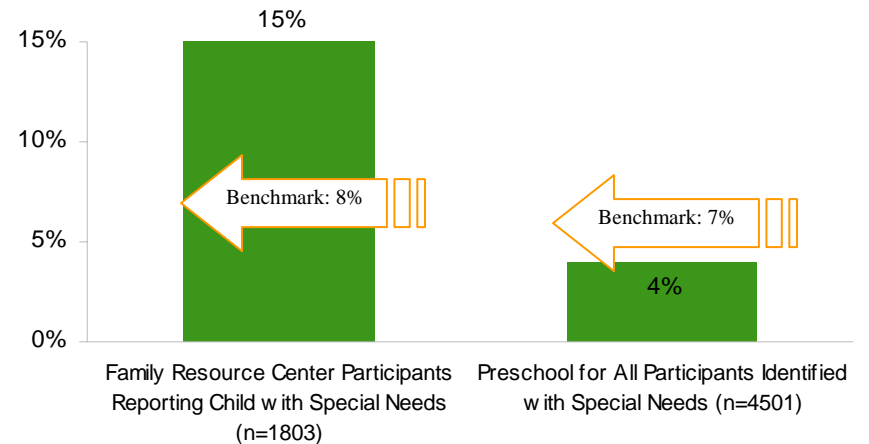 15%
15%
10%
Benchmark: 8%
Benchmark: 7%
5%
4%
0%
Family Resource Center Participants
Reporting Child with Special Needs
(n=1803)
Preschool for All Participants Identified
with Special Needs (n=4501)